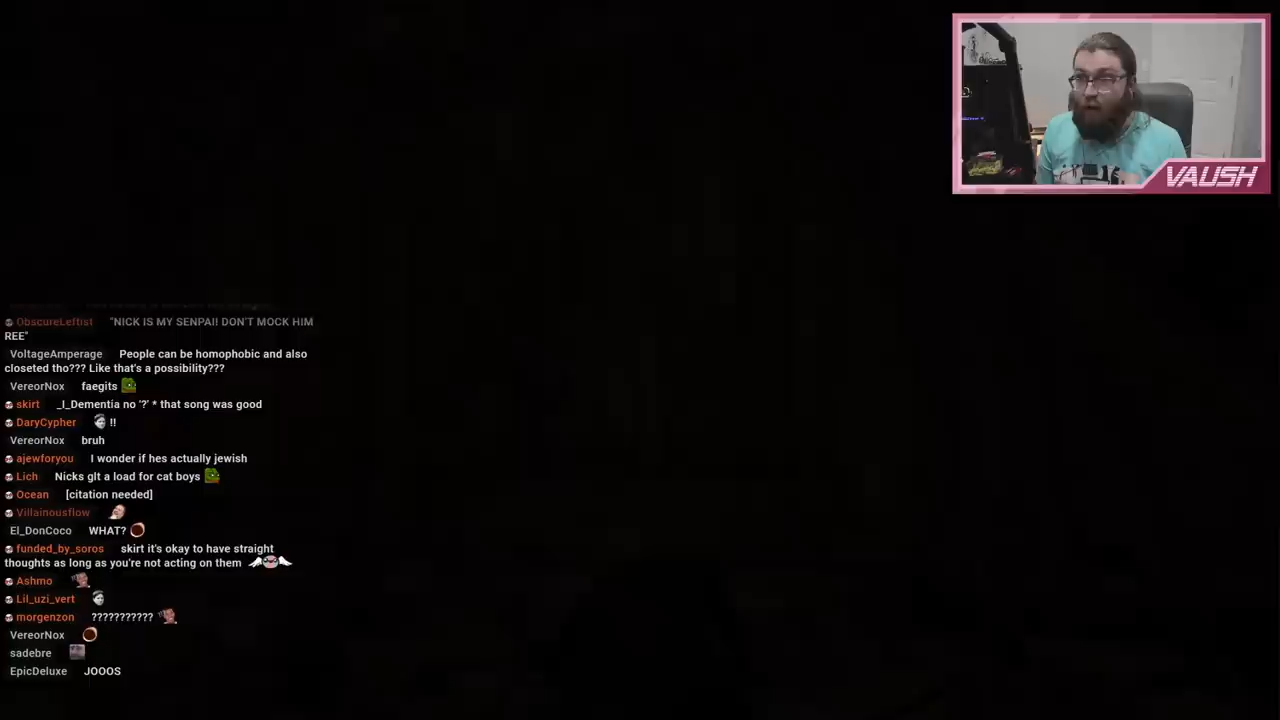 VAUSH
ObscureLeftist "NICK IS MY SENPAI! DON'T MOCK HIM
REE"
VoltageAmperage People can be homophobic and also
closeted tho??? Like that's a possibility???
VereorNox faegits
skirt _I_Dementia no '?' * that song was good
DaryCypher !!
VereorNox bruh
ajewforyou I wonder if hes actually jewish
Lich Nicks glt a load for cat boys
Ocean [citation needed]
Villainousflow
El_DonCoco WHAT?
funded_by_soros skirt it's okay to have straight
thoughts as long as you're not acting on them
Ashmo
Lil_uzi_vert
morgenzon ???????????
VereorNox
sadebre
EpicDeluxe JOOOS